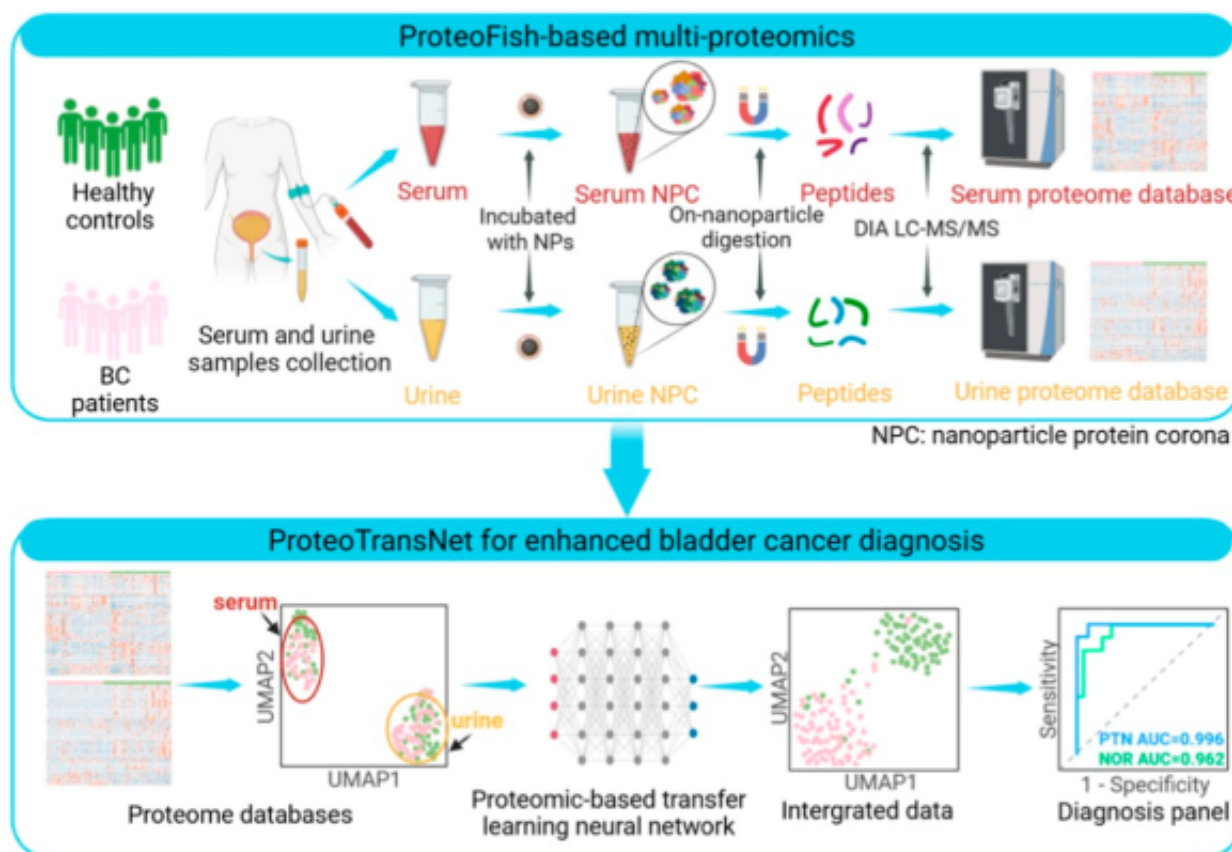 ProteoFish-based multi-proteomics
Healthy
controls
BC
patients
Serum and urine
samples collection
Serum
Urine
Incubated
with NPs
Serum NPC
Urine NPC
On-nanoparticle
digestion
Peptides
Peptides
DIA LC-MS/MS
Serum proteome database
Urine proteome database
NPC: nanoparticle protein corona
ProteoTransNet for enhanced bladder cancer diagnosis
Proteome databases
serum
urine
UMAP2
UMAP1
Proteomic-based transfer
learning neural network
UMAP2
UMAP1
Intergrated data
Sensitivity
PTN AUC=0.996
NOR AUC=0.962
1 - Specificity
Diagnosis panel